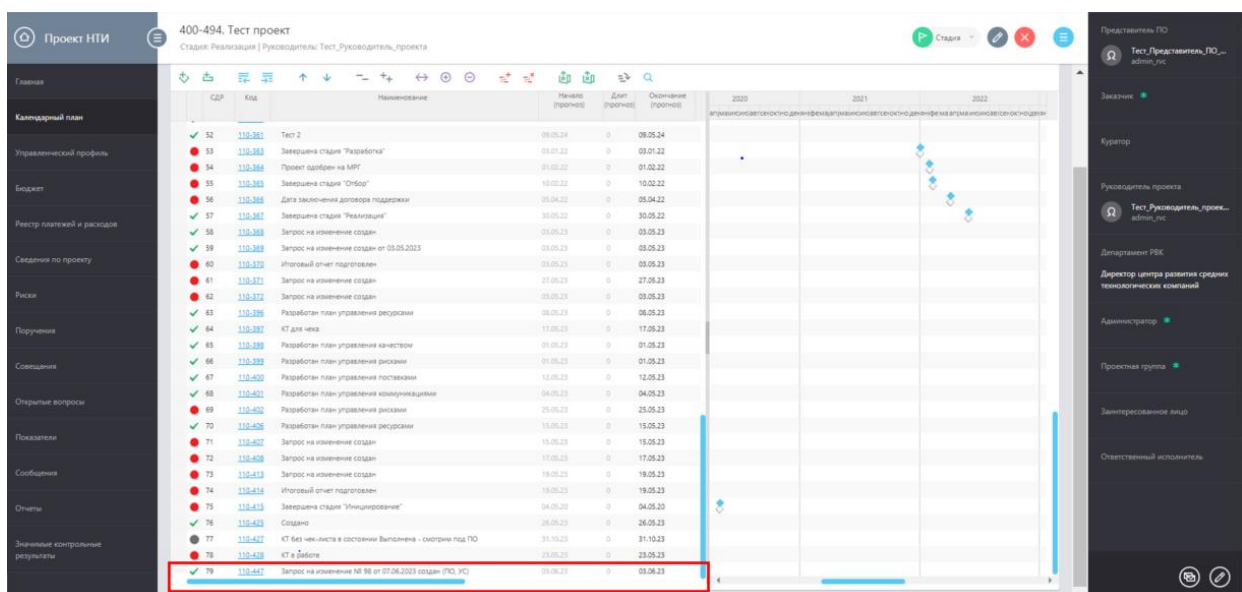 Проект НТИ
400-494. Тест проект
Стадия: Реализация | Руководитель: Тест_Руководитель_проекта
Стадия
Главная
Календарный план
Управленческий профиль
Бюджет
Реестр платежей и расходов
Сведения по проекту
Риски
Поручения
Совещания
Открытые вопросы
Показатели
Сообщения
Отчеты
Значимые контрольные
результаты
СДР Код Наименование Начало (прогноз) Длит (прогноз) Окончание (прогноз)
52 110-361 Тест 2 09.05.24 0 09.05.24
53 110-363 Завершена стадия "Разработка" 03.01.22 0 03.01.22
54 110-364 Проект одобрен на МРГ 01.02.22 0 01.02.22
55 110-365 Завершена стадия "Отбор" 10.02.22 0 10.02.22
56 110-366 Дата заключения договора поддержки 05.04.22 0 05.04.22
57 110-367 Завершена стадия "Реализация" 30.05.22 0 30.05.22
58 110-368 Запрос на изменение создан 03.05.23 0 03.05.23
59 110-369 Запрос на изменение создан от 03.05.2023 03.05.23 0 03.05.23
60 110-370 Итоговый отчет подготовлен 03.05.23 0 03.05.23
61 110-371 Запрос на изменение создан 27.05.23 0 27.05.23
62 110-372 Запрос на изменение создан 03.05.23 0 03.05.23
63 110-396 Разработан план управления ресурсами 08.05.23 0 08.05.23
64 110-397 КТ для чека 17.05.23 0 17.05.23
65 110-398 Разработан план управления качеством 01.05.23 0 01.05.23
66 110-399 Разработан план управления рисками 01.05.23 0 01.05.23
67 110-400 Разработан план управления поставками 12.05.23 0 12.05.23
68 110-401 Разработан план управления коммуникациями 04.05.23 0 04.05.23
69 110-402 Разработан план управления рисками 25.05.23 0 25.05.23
70 110-406 Разработан план управления ресурсами 15.05.23 0 15.05.23
71 110-407 Запрос на изменение создан 15.05.23 0 15.05.23
72 110-408 Запрос на изменение создан 17.05.23 0 17.05.23
73 110-413 Запрос на изменение создан 19.05.23 0 19.05.23
74 110-414 Итоговый отчет подготовлен 19.05.23 0 19.05.23
75 110-415 Завершена стадия "Инициирование" 04.05.20 0 04.05.20
76 110-425 Создано 26.05.23 0 26.05.23
77 110-427 КТ без чек-листа в состоянии Выполнена - смотрим под ПО 31.10.23 0 31.10.23
78 110-428 КТ в работе 23.05.23 0 23.05.23
79 110-447 Запрос на изменение № 98 от 07.06.2023 создан (ПО, УС) 03.06.23 0 03.06.23
2020 2021 2022
Представитель ПО
Тест_Представитель_ПО_...
admin_rvc
Заказчик
Куратор
Руководитель проекта
Тест_Руководитель_проек...
admin_rvc
Департамент РВК
Директор центра развития средних
технологических компаний
Администратор
Проектная группа
Заинтересованное лицо
Ответственный исполнитель